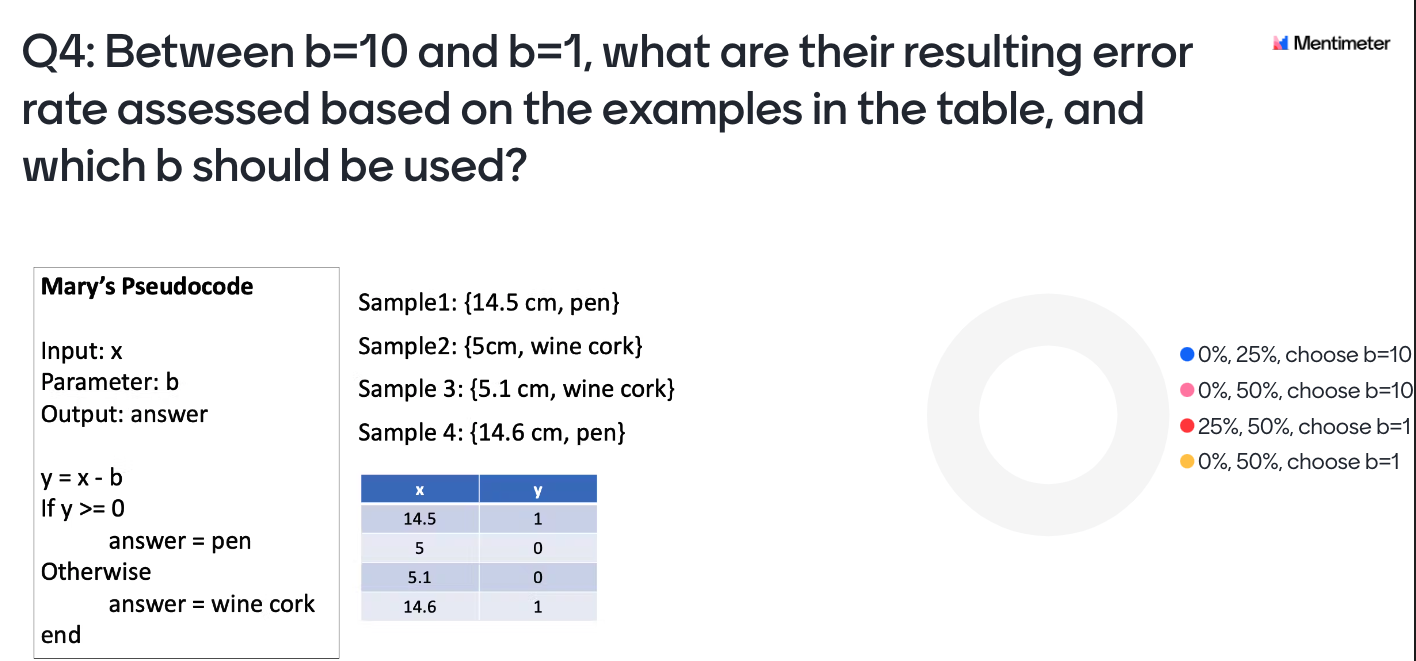 Q4: Between b=10 and b=1, what are their resulting error
rate assessed based on the examples in the table, and
which b should be used?
Mentimeter
Mary's Pseudocode
Input: x
Parameter: b
Output: answer
y = x - b
If y >= 0
answer = pen
Otherwise
answer = wine cork
end
Sample1: {14.5 cm, pen}
Sample2: {5cm, wine cork}
Sample 3: {5.1 cm, wine cork}
Sample 4: {14.6 cm, pen}
x y
14.5 1
5 0
5.1 0
14.6 1
0%, 25%, choose b=10
0%, 50%, choose b=10
25%, 50%, choose b=1
0%, 50%, choose b=1